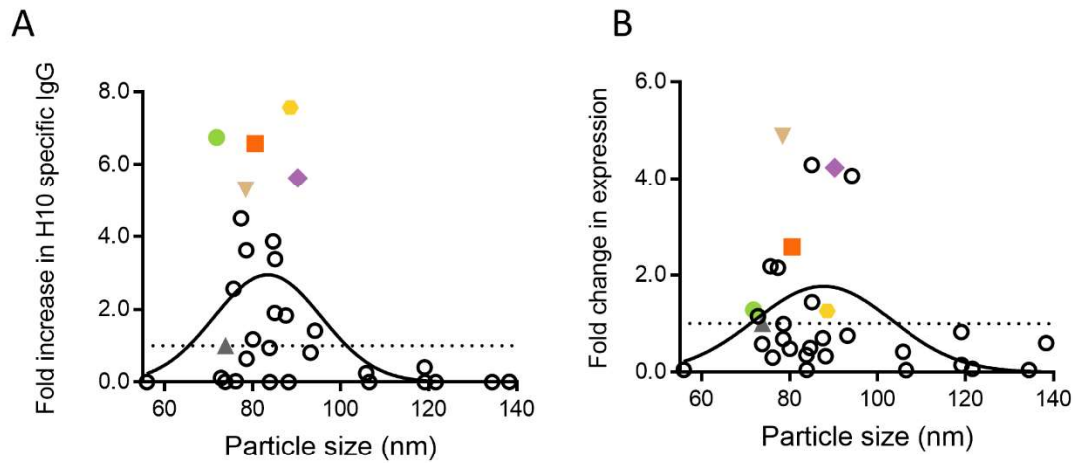 A
Fold increase in H10 specific IgG
8.0
6.0
4.0
2.0
0.0
60 80 100 120 140
Particle size (nm)
B
Fold change in expression
6.0
4.0
2.0
0.0
60 80 100 120 140
Particle size (nm)